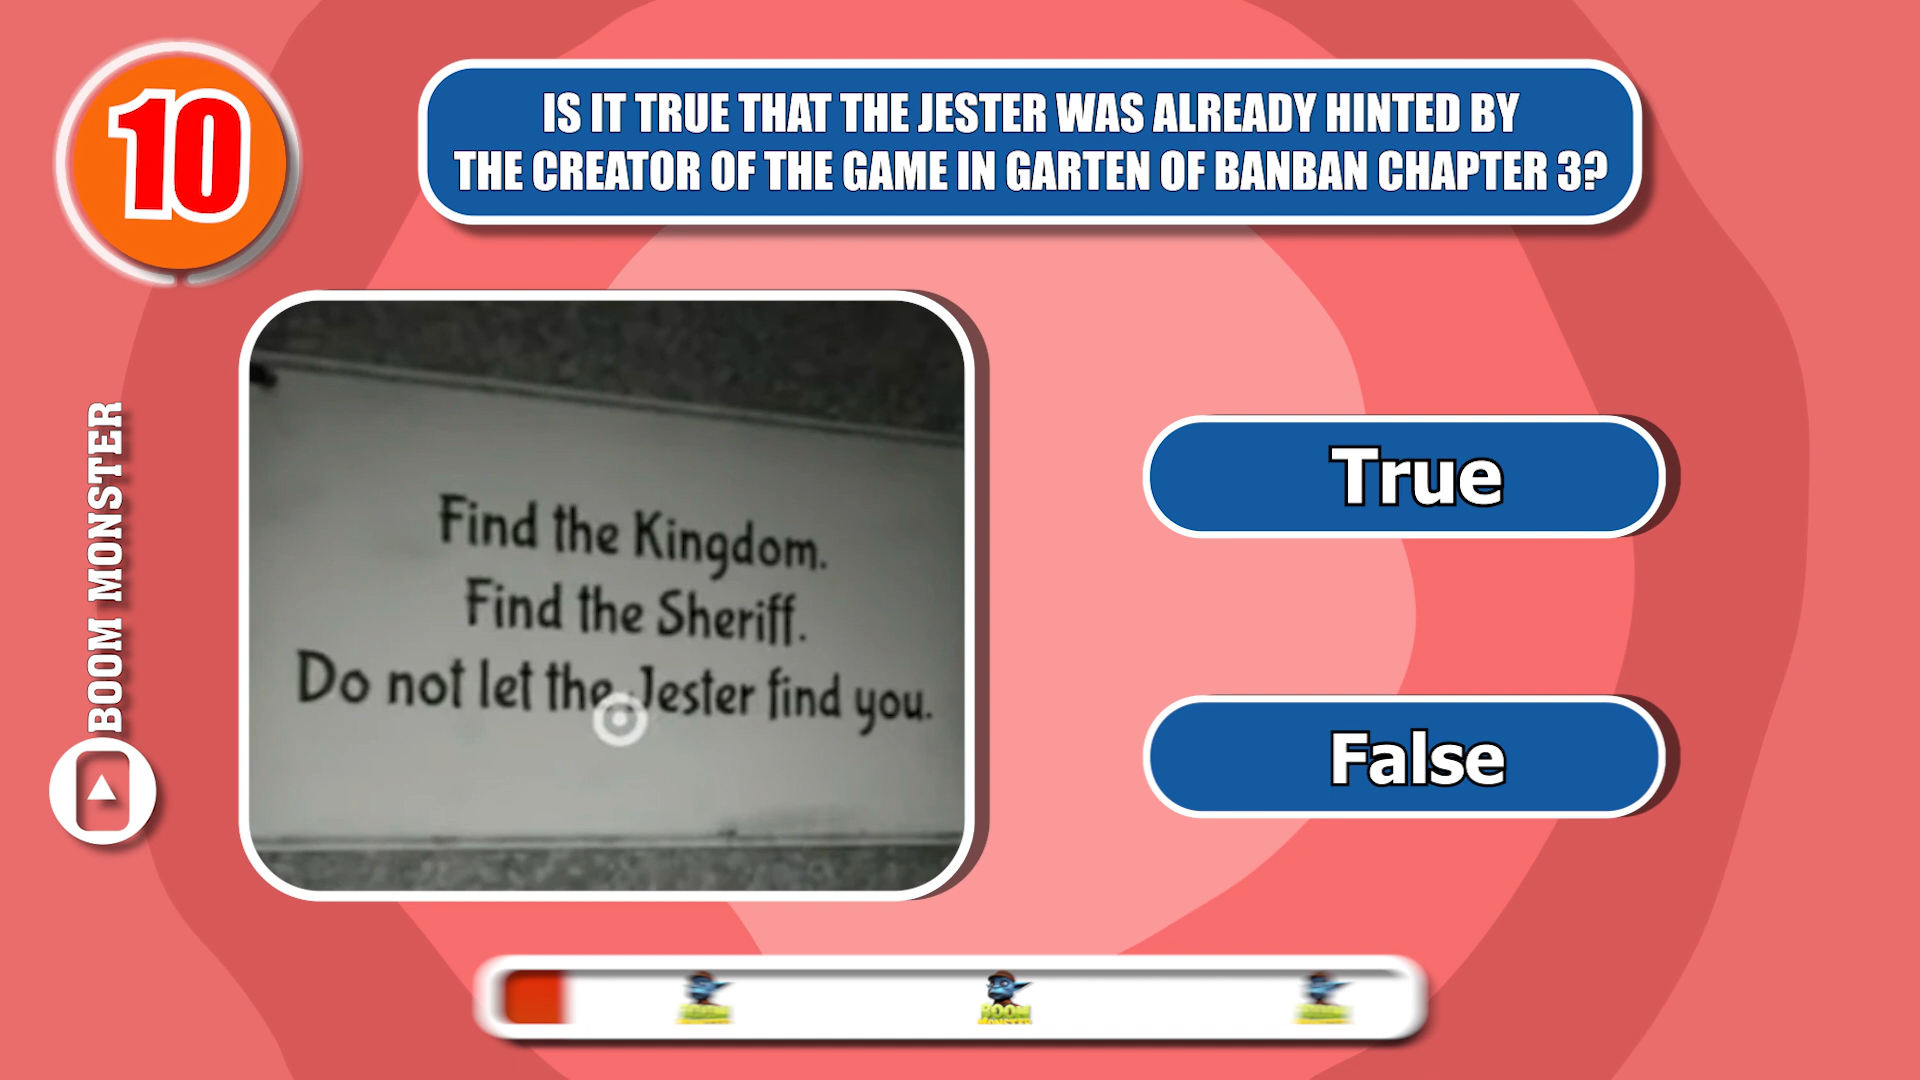 10
IS IT TRUE THAT THE JESTER WAS ALREADY HINTED BY
THE CREATOR OF THE GAME IN GARTEN OF BANBAN CHAPTER 3?
BOOM MONSTER
Find the Kingdom.
Find the Sheriff.
Do not let the Jester find you.
True
False
BOOM
MONSTER